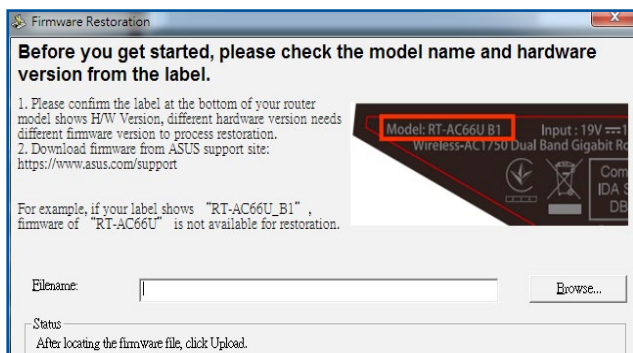 Firmware Restoration
Before you get started, please check the model name and hardware
version from the label.
1. Please confirm the label at the bottom of your router
model shows H/W Version, different hardware version needs
different firmware version to process restoration.
2. Download firmware from ASUS support site:
https://www.asus.com/support
Model: RT-AC66U B1 Input : 19V
Wireless-AC1750 Dual Band Gigabit Ro
Com
IDA S
DB
For example, if your label shows “RT-AC66U_B1”,
firmware of “RT-AC66U” is not available for restoration.
Filename:
Browse...
Status
After locating the firmware file, click Upload.